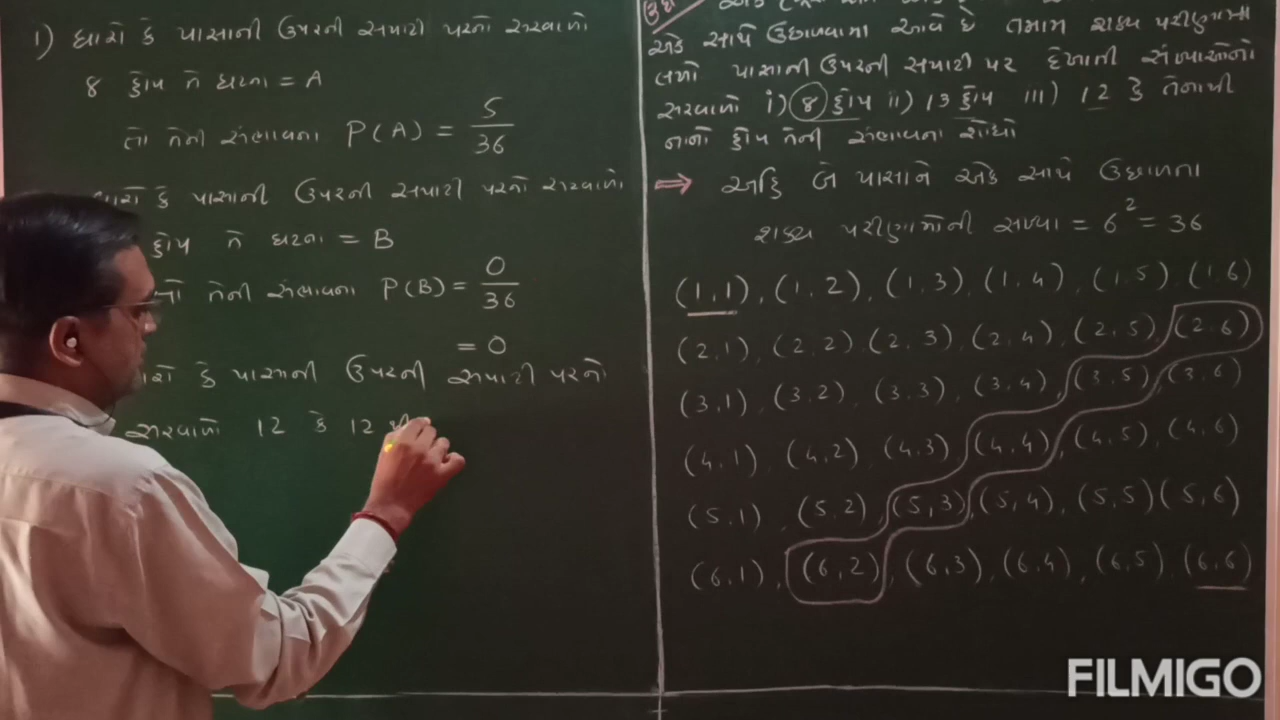 1) ધારો કે પાસાની ઉપરની સપાટી પરનો સરવાળો
8 હોય તે ઘટના = A
તો તેની સંભાવના P(A) = 5/36
કે પાસાની ઉપરની સપાટી પરનો સરવાળો
હોય તે ઘટના = B
તેની સંભાવના P(B) = 0/36
= 0
કે પાસાની ઉપરની સપાટી પરનો
સરવાળો 12 કે 12
એક સાથે ઉછાળવામા આવે છે તમામ શક્ય પરીણામો
લખો પાસાની ઉપરની સપાટી પર દેખાતી સંખ્યાઓનો
સરવાળો i) 8 હોય ii) 13 હોય iii) 12 કે તેનાથી
નાનો હોય તેની સંભાવના શોધો
⇒ અહિ બે પાસાને એક સાથે ઉછાળતા
શક્ય પરીણામોની સંખ્યા = 6² = 36
(1,1), (1,2), (1,3), (1,4), (1,5), (1,6)
(2,1), (2,2) (2,3), (2,4), (2,5), (2,6)
(3,1), (3,2), (3,3), (3,4), (3,5), (3,6)
(4,1), (4,2), (4,3), (4,4), (4,5), (4,6)
(5,1), (5,2), (5,3), (5,4), (5,5) (5,6)
(6,1), (6,2), (6,3), (6,4), (6,5), (6,6)
FILMIGO